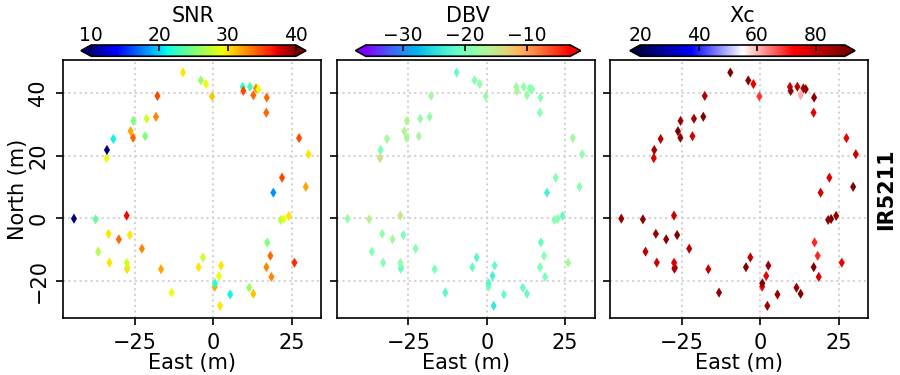 SNR DBV Xc
10 20 30 40 −30 −20 −10 20 40 60 80
40
20
0
−20
North (m)
IR5211
−25 0 25 −25 0 25 −25 0 25
East (m) East (m) East (m)